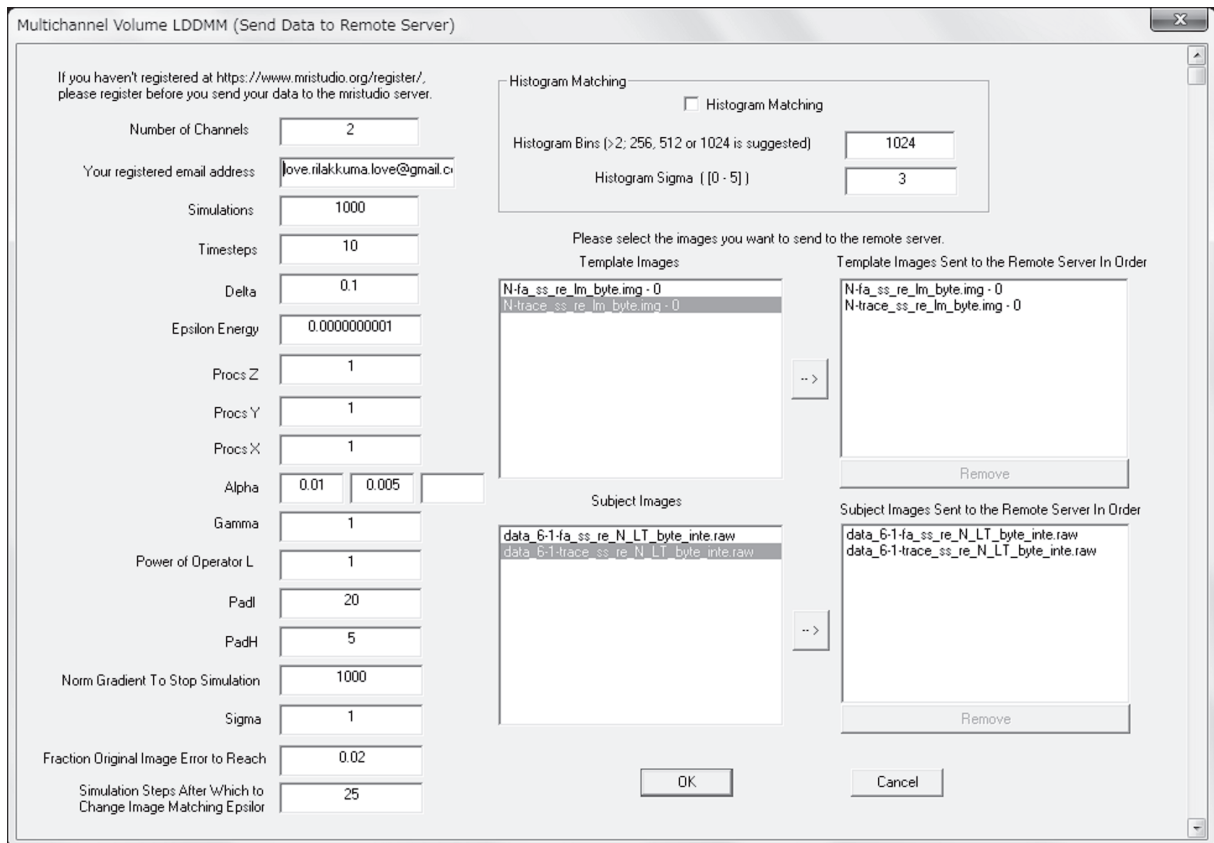 Multichannel Volume LDDMM (Send Data to Remote Server)
If you haven't registered at https://www.mristudio.org/register/,
please register before you send your data to the mristudio server.
Number of Channels 2
Your registered email address love.rilakkuma.love@gmail.c
Simulations 1000
Timesteps 10
Delta 0.1
Epsilon Energy 0.0000000001
Procs Z 1
Procs Y 1
Procs X 1
Alpha 0.01 0.005
Gamma 1
Power of Operator L 1
PadI 20
PadH 5
Norm Gradient To Stop Simulation 1000
Sigma 1
Fraction Original Image Error to Reach 0.02
Simulation Steps After Which to
Change Image Matching Epsilor 25
Histogram Matching
Histogram Matching
Histogram Bins (>2; 256, 512 or 1024 is suggested) 1024
Histogram Sigma ( [0 - 5] ) 3
Please select the images you want to send to the remote server.
Template Images
N-fa_ss_re_lm_byte.img - 0
N-trace_ss_re_lm_byte.img - 0
-->
Template Images Sent to the Remote Server In Order
N-fa_ss_re_lm_byte.img - 0
N-trace_ss_re_lm_byte.img - 0
Remove
Subject Images
data_6-1-fa_ss_re_N_LT_byte_inte.raw
data_6-1-trace_ss_re_N_LT_byte_inte.raw
-->
Subject Images Sent to the Remote Server In Order
data_6-1-fa_ss_re_N_LT_byte_inte.raw
data_6-1-trace_ss_re_N_LT_byte_inte.raw
Remove
OK
Cancel